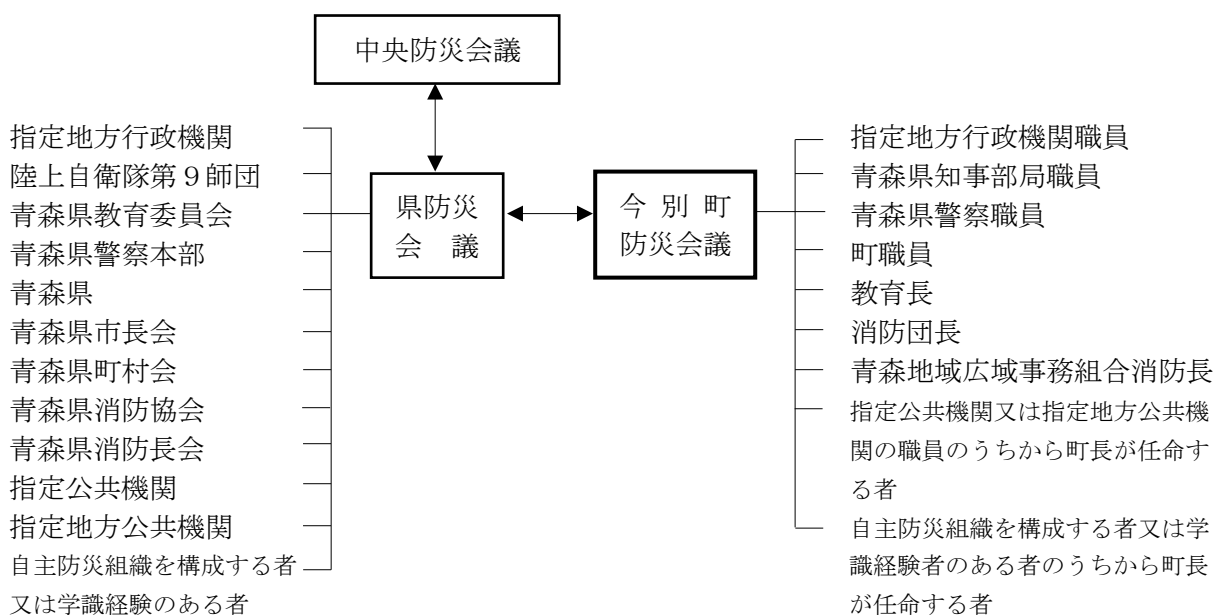 中央防災会議
指定地方行政機関
陸上自衛隊第９師団
青森県教育委員会
青森県警察本部
青森県
青森県市長会
青森県町村会
青森県消防協会
青森県消防長会
指定公共機関
指定地方公共機関
自主防災組織を構成する者
又は学識経験のある者
県防災
会　議
今 別 町
防災会議
指定地方行政機関職員
青森県知事部局職員
青森県警察職員
町職員
教育長
消防団長
青森地域広域事務組合消防長
指定公共機関又は指定地方公共機
関の職員のうちから町長が任命す
る者
自主防災組織を構成する者又は学
識経験者のある者のうちから町長
が任命する者